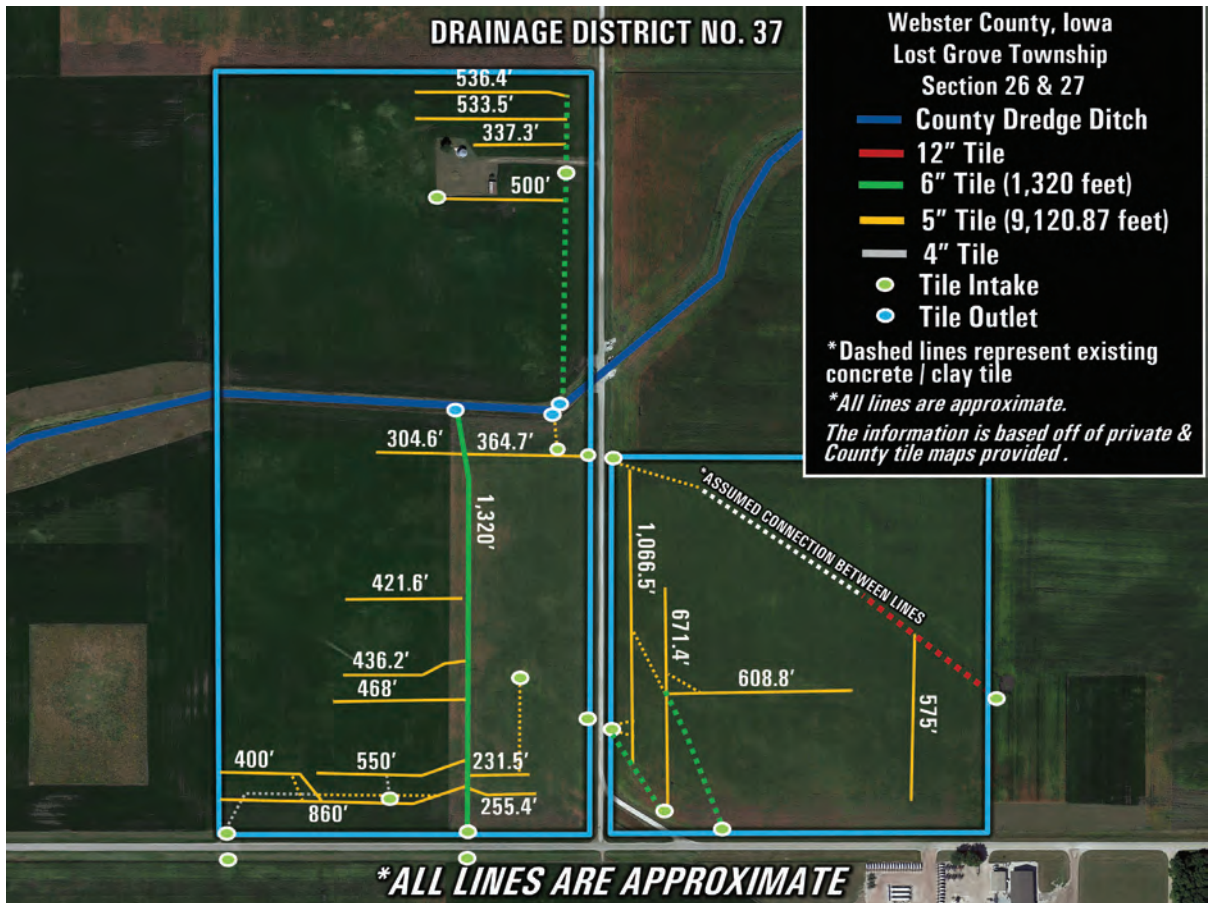 DRAINAGE DISTRICT NO. 37
Webster County, Iowa
Lost Grove Township
Section 26 & 27
County Dredge Ditch
12” Tile
6” Tile (1,320 feet)
5” Tile (9,120.87 feet)
4” Tile
Tile Intake
Tile Outlet
*Dashed lines represent existing
concrete / clay tile
*All lines are approximate.
The information is based off of private &
County tile maps provided .
536.4’
533.5’
337.3’
500’
304.6’
364.7’
1,320’
421.6’
436.2’
468’
400’
550’
231.5’
860’
255.4’
*ASSUMED CONNECTION BETWEEN LINES
1,066.5’
671.4’
608.8’
575’
*ALL LINES ARE APPROXIMATE